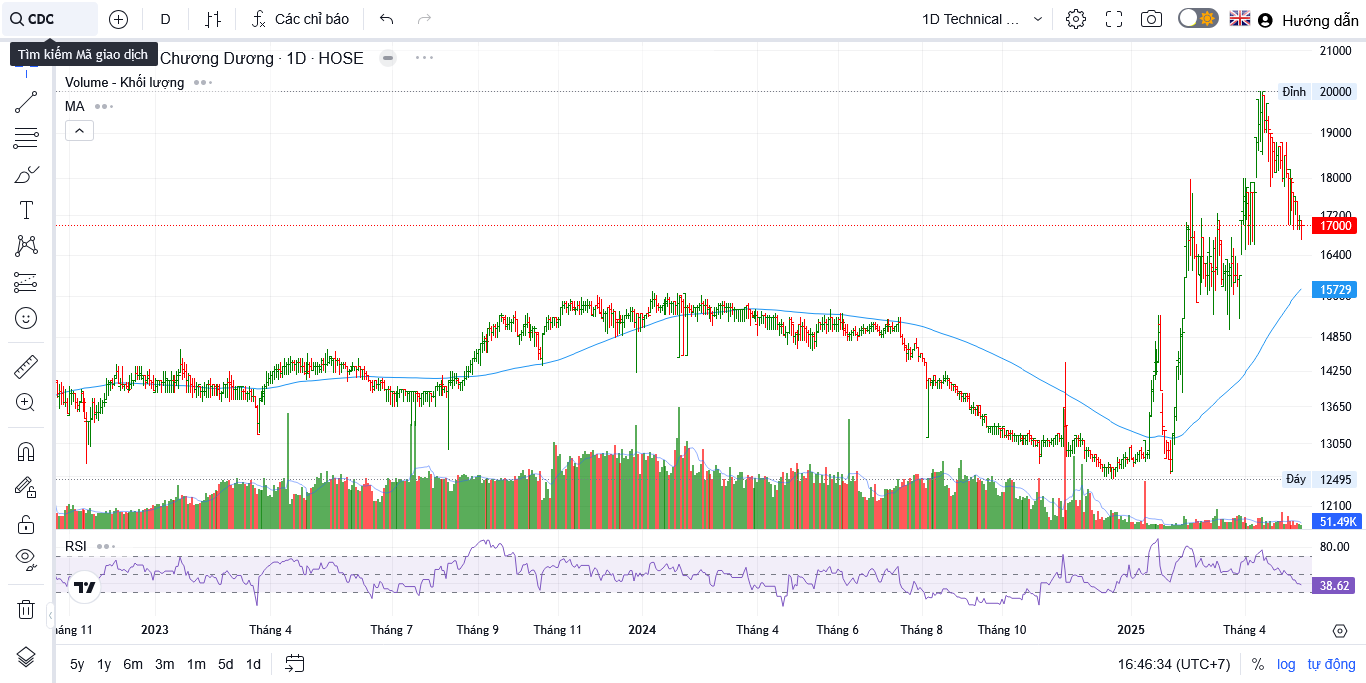 CDC
D
Các chỉ báo
1D Technical ...
Hướng dẫn
Tìm kiếm Mã giao dịch
Chương Dương · 1D · HOSE
Volume - Khối lượng
MA
21000
Đỉnh 20000
19000
18000
17200
17000
16400
15729
14850
14250
13650
13050
Đáy 12495
12100
51.49K
RSI
80.00
38.62
áng 11
2023
Tháng 4
Tháng 7
Tháng 9
Tháng 11
2024
Tháng 4
Tháng 6
Tháng 8
Tháng 10
2025
Tháng 4
5y 1y 6m 3m 1m 5d 1d
16:46:34 (UTC+7)
% log tự động